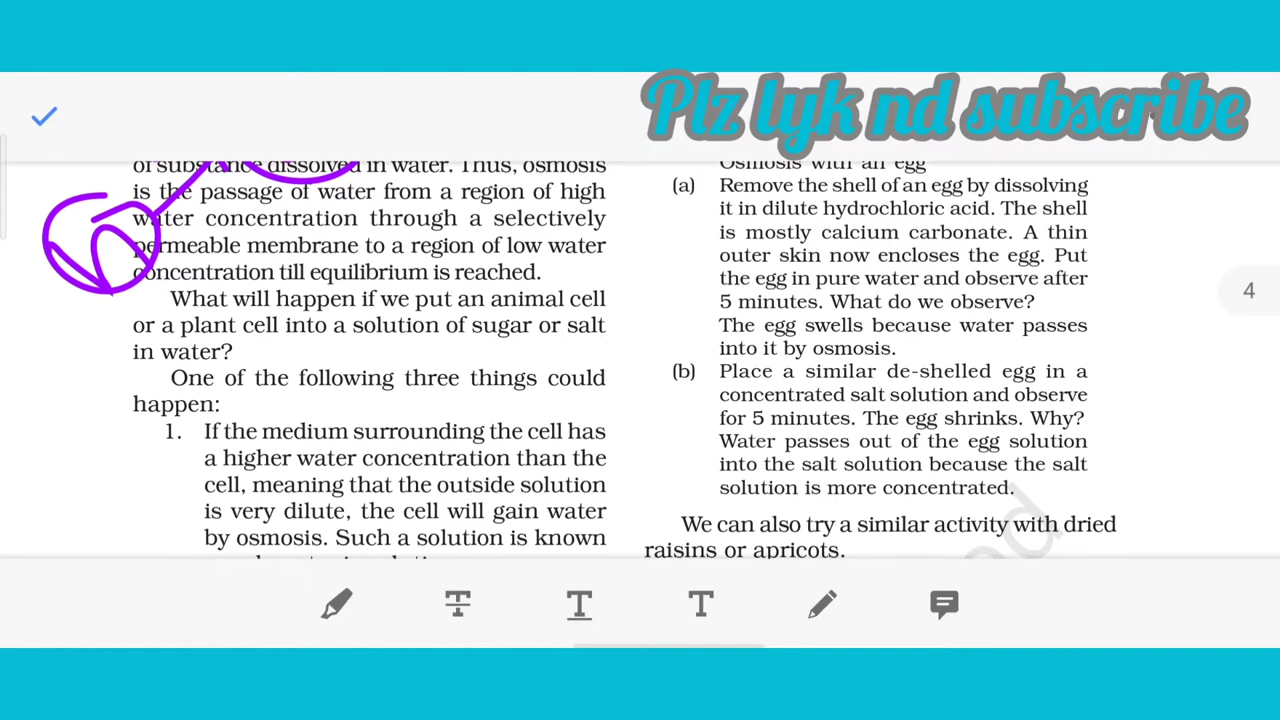 Plz lyk nd subscribe
of substance dissolved in water. Thus, osmosis
is the passage of water from a region of high
water concentration through a selectively
permeable membrane to a region of low water
concentration till equilibrium is reached.
What will happen if we put an animal cell
or a plant cell into a solution of sugar or salt
in water?
One of the following three things could
happen:
1. If the medium surrounding the cell has
a higher water concentration than the
cell, meaning that the outside solution
is very dilute, the cell will gain water
by osmosis. Such a solution is known
Osmosis with an egg
(a) Remove the shell of an egg by dissolving
it in dilute hydrochloric acid. The shell
is mostly calcium carbonate. A thin
outer skin now encloses the egg. Put
the egg in pure water and observe after
5 minutes. What do we observe?
The egg swells because water passes
into it by osmosis.
(b) Place a similar de-shelled egg in a
concentrated salt solution and observe
for 5 minutes. The egg shrinks. Why?
Water passes out of the egg solution
into the salt solution because the salt
solution is more concentrated.
We can also try a similar activity with dried
raisins or apricots.
4
T
T
T